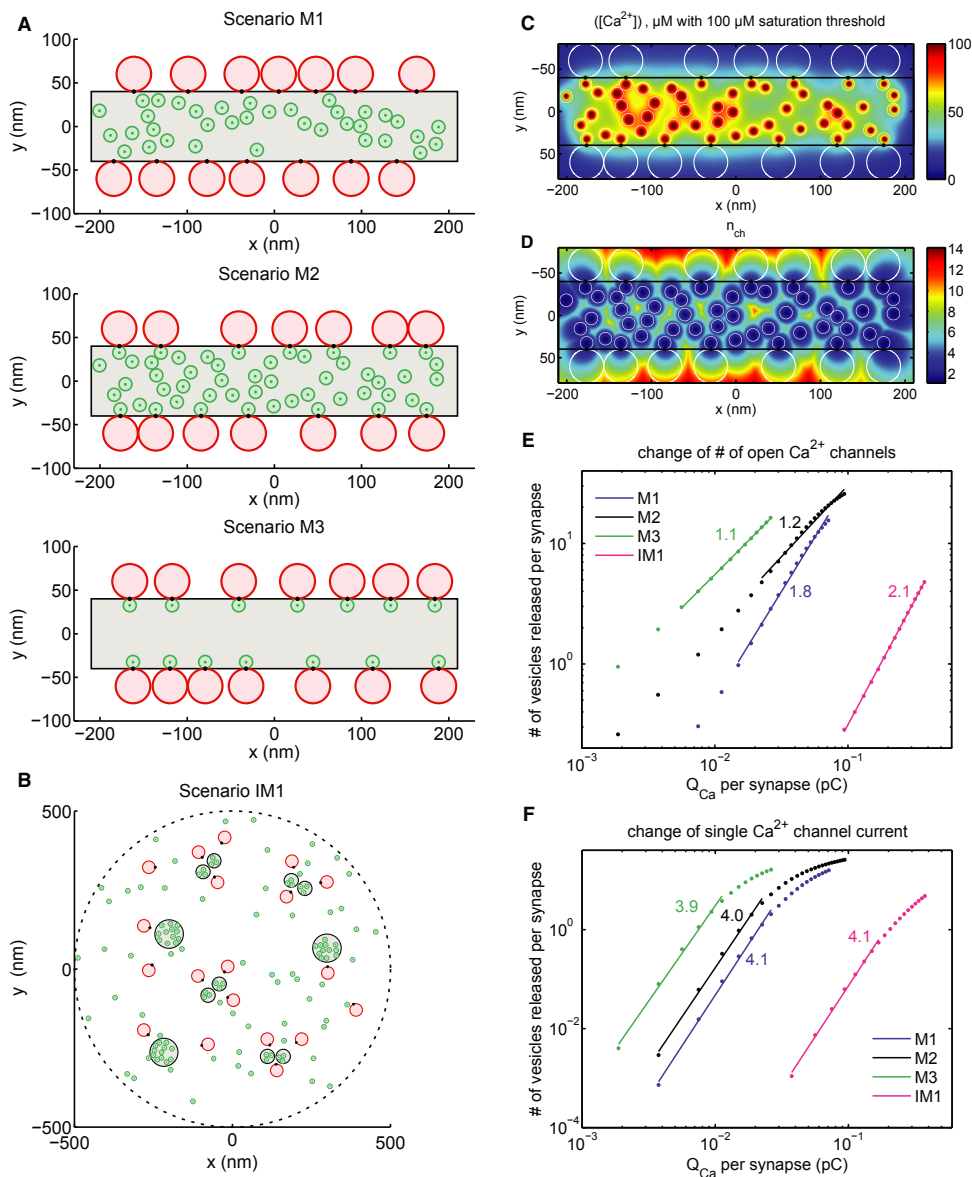 A
Scenario M1
100
50
0
−50
−100
y (nm)
−200
−100
0
100
200
x (nm)
Scenario M2
100
50
0
−50
−100
y (nm)
−200
−100
0
100
200
x (nm)
Scenario M3
100
50
0
−50
−100
y (nm)
−200
−100
0
100
200
x (nm)
B
Scenario IM1
500
0
−500
y (nm)
−500
0
500
x (nm)
C
([Ca2+]) , µM with 100 µM saturation threshold
−50
0
50
y (nm)
−200
−100
0
100
200
x (nm)
100
50
0
D
nch
−50
0
50
y (nm)
−200
−100
0
100
200
x (nm)
14
12
10
8
6
4
2
E
change of # of open Ca2+ channels
# of vesicles released per synapse
10^1
10^0
M1
M2
M3
IM1
1.1
1.2
1.8
2.1
10^−3
10^−2
10^−1
QCa per synapse (pC)
F
change of single Ca2+ channel current
# of vesicles released per synapse
10^0
10^−2
10^−4
3.9
4.0
4.1
4.1
M1
M2
M3
IM1
10^−3
10^−2
10^−1
QCa per synapse (pC)